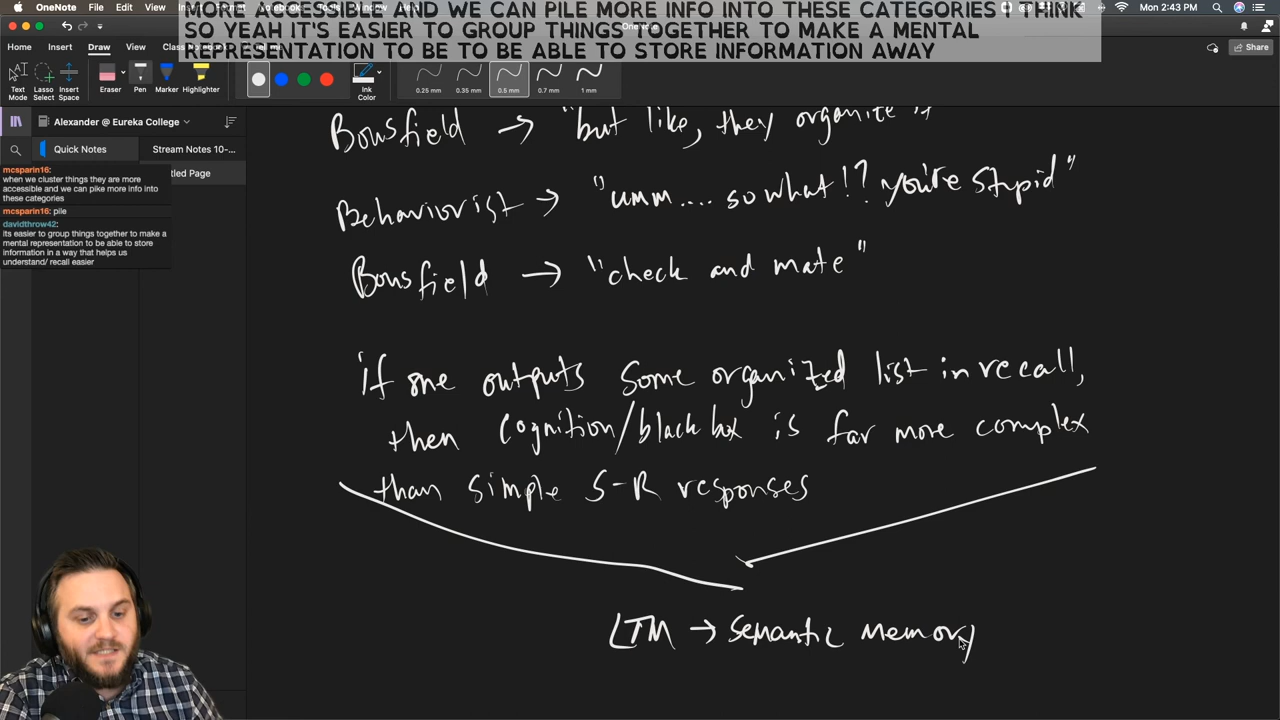 OneNote File Edit View Insert Format Notebooks Tools Window Help Mon 2:43 PM
MORE ACCESSIBLE AND WE CAN PILE MORE INFO INTO THESE CATEGORIES I THINK
SO YEAH IT'S EASIER TO GROUP THINGS TOGETHER TO MAKE A MENTAL
REPRESENTATION TO BE TO BE ABLE TO STORE INFORMATION AWAY
Home Insert Draw View Share
Text Mode
Lasso Select
Insert Space
Eraser
Pen
Marker
Highlighter
Ink Color
0.25 mm
0.35 mm
0.5 mm
0.7 mm
1 mm
Alexander @ Eureka College
Quick Notes
Stream Notes 10-...
tled Page
mcsparin16:
when we cluster things they are more
accessible and we can pike more info into
these categories
mcsparin16: pile
davidthrow42:
its easier to group things together to make a
mental representation to be able to store
information in a way that helps us
understand/ recall easier
Bousfield → "but like, they organize it
Behaviorist → "umm.... so what!? you're stupid"
Bousfield → "check and mate"
if one outputs some organized list in recall,
then cognition/black box is far more complex
than simple S-R responses
LTM → Semantic Memory